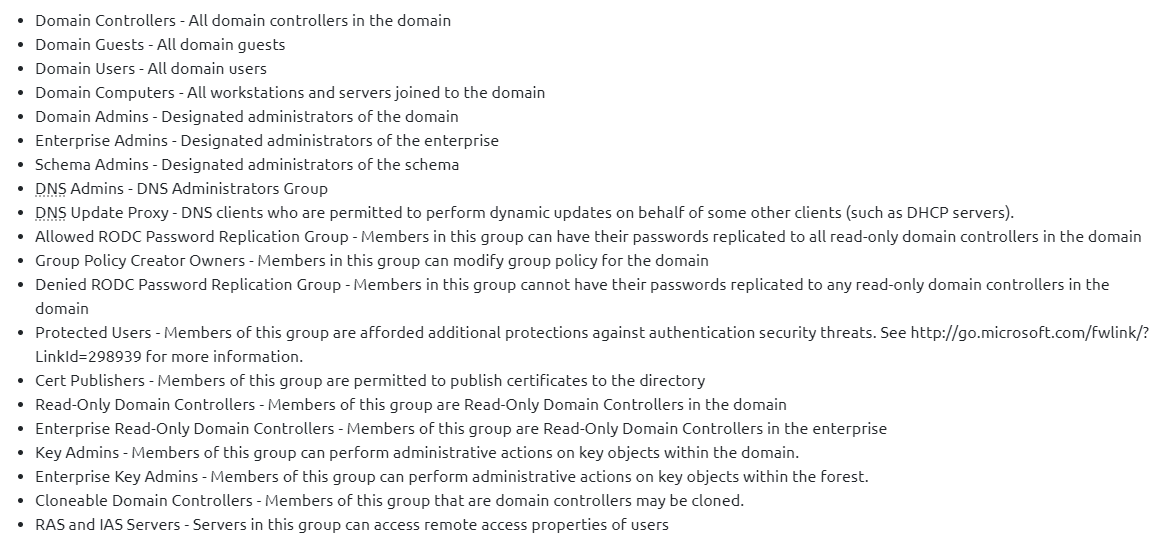 • Domain Controllers - All domain controllers in the domain
• Domain Guests - All domain guests
• Domain Users - All domain users
• Domain Computers - All workstations and servers joined to the domain
• Domain Admins - Designated administrators of the domain
• Enterprise Admins - Designated administrators of the enterprise
• Schema Admins - Designated administrators of the schema
• DNS Admins - DNS Administrators Group
• DNS Update Proxy - DNS clients who are permitted to perform dynamic updates on behalf of some other clients (such as DHCP servers).
• Allowed RODC Password Replication Group - Members in this group can have their passwords replicated to all read-only domain controllers in the domain
• Group Policy Creator Owners - Members in this group can modify group policy for the domain
• Denied RODC Password Replication Group - Members in this group cannot have their passwords replicated to any read-only domain controllers in the
domain
• Protected Users - Members of this group are afforded additional protections against authentication security threats. See http://go.microsoft.com/fwlink/?
LinkId=298939 for more information.
• Cert Publishers - Members of this group are permitted to publish certificates to the directory
• Read-Only Domain Controllers - Members of this group are Read-Only Domain Controllers in the domain
• Enterprise Read-Only Domain Controllers - Members of this group are Read-Only Domain Controllers in the enterprise
• Key Admins - Members of this group can perform administrative actions on key objects within the domain.
• Enterprise Key Admins - Members of this group can perform administrative actions on key objects within the forest.
• Cloneable Domain Controllers - Members of this group that are domain controllers may be cloned.
• RAS and IAS Servers - Servers in this group can access remote access properties of users